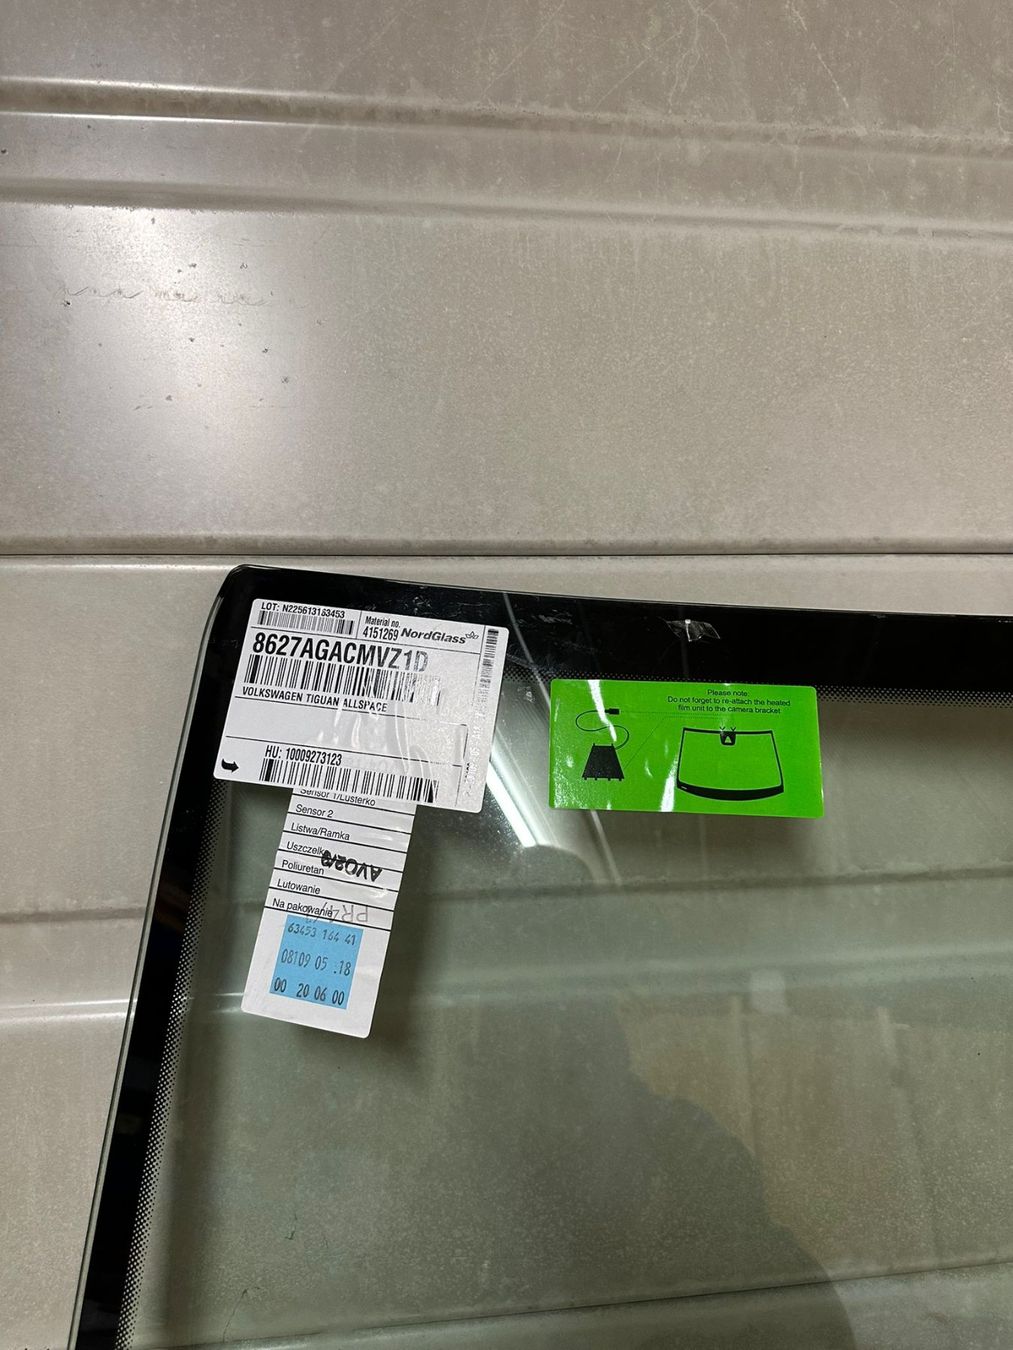 LOT: N225613163453
Material no.
4151269 NordGlass
8627AGACMVZ1D
VOLKSWAGEN TIGUAN ALLSPACE
HU: 10009273123
Sensor 1/Lusterko
Sensor 2
Listwa/Ramka
Uszczelka
Poliuretan
Lutowanie
Na pakowanie
63453 164 41
08109 05 .18
00 20 06 00
Please note:
Do not forget to re-attach the heated
film unit to the camera bracket